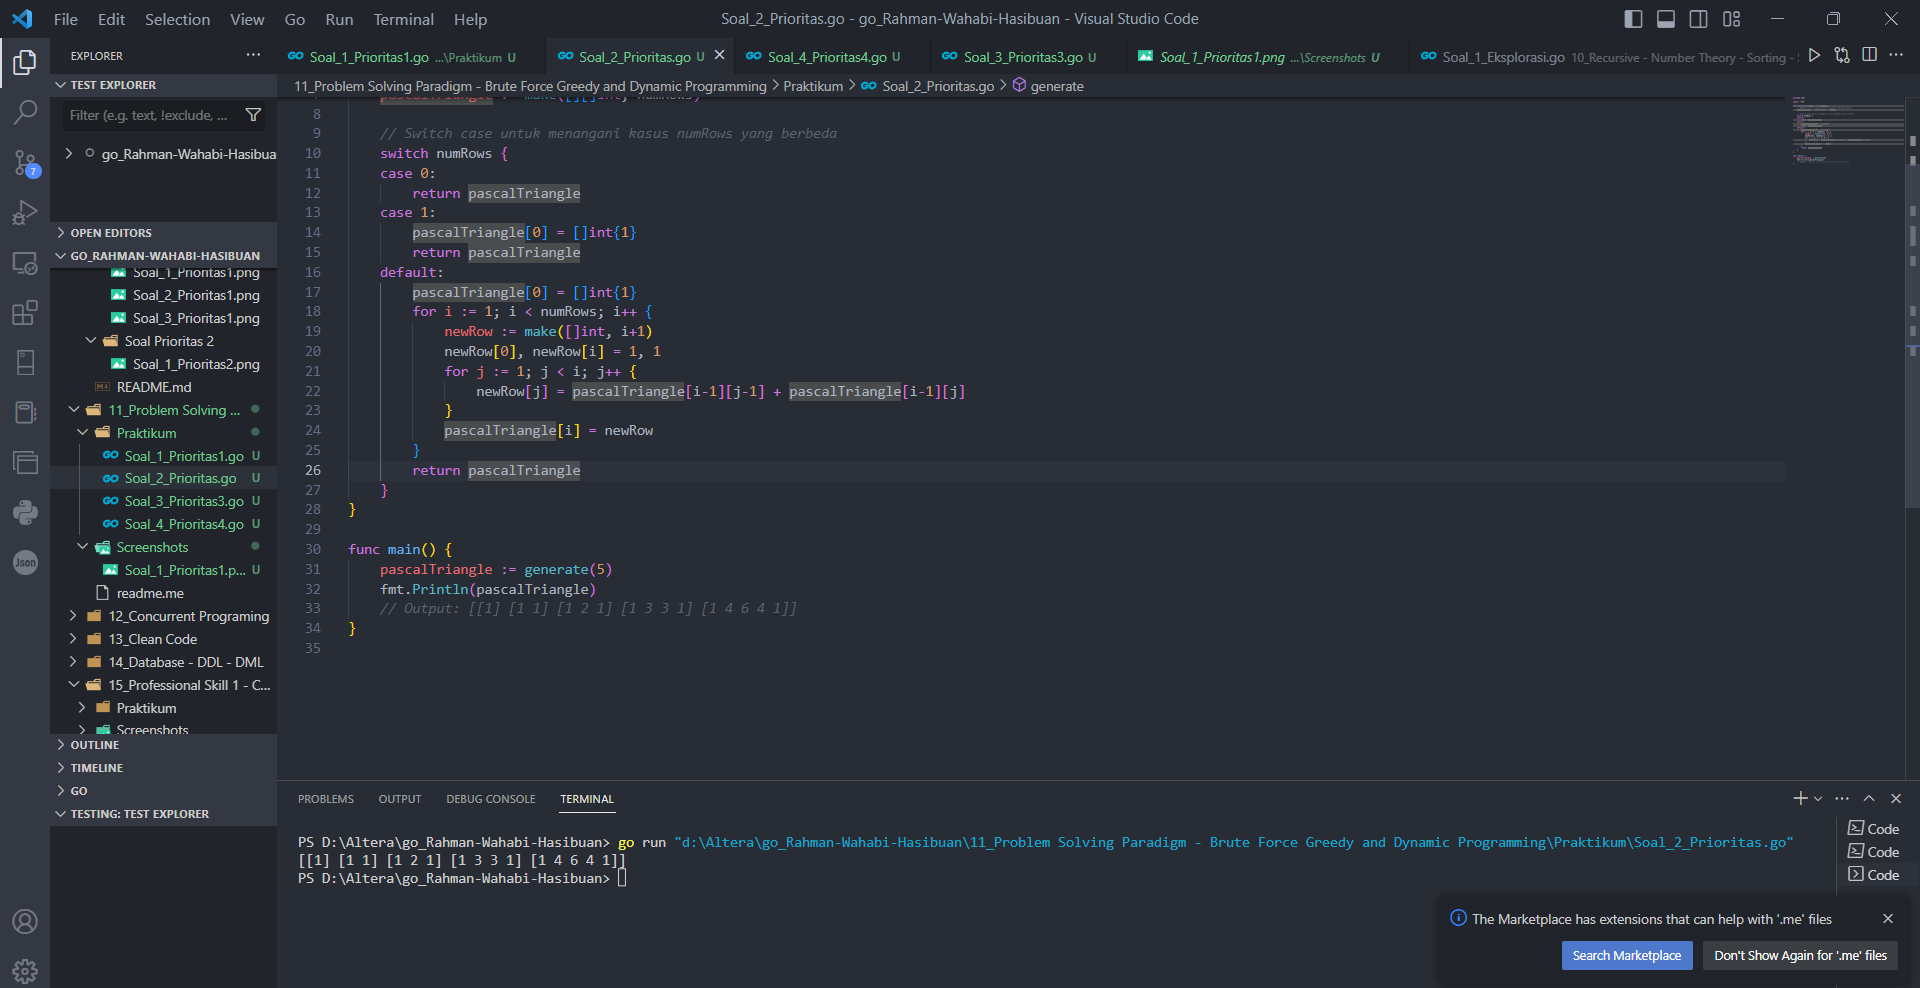 File Edit Selection View Go Run Terminal Help
Soal_2_Prioritas.go - go_Rahman-Wahabi-Hasibuan - Visual Studio Code
EXPLORER
Soal_1_Prioritas1.go ...\Praktikum U
Soal_2_Prioritas.go U
Soal_4_Prioritas4.go U
Soal_3_Prioritas3.go U
Soal_1_Prioritas1.png ...\Screenshots U
Soal_1_Eksplorasi.go 10_Recursive - Number Theory - Sorting -
11_Problem Solving Paradigm - Brute Force Greedy and Dynamic Programming > Praktikum > Soal_2_Prioritas.go > generate
TEST EXPLORER
Filter (e.g. text, !exclude, ...
go_Rahman-Wahabi-Hasibua
7
OPEN EDITORS
GO_RAHMAN-WAHABI-HASIBUAN
Soal_1_Prioritas1.png
Soal_2_Prioritas1.png
Soal_3_Prioritas1.png
Soal Prioritas 2
Soal_1_Prioritas2.png
README.md
11_Problem Solving ...
Praktikum
Soal_1_Prioritas1.go U
Soal_2_Prioritas.go U
Soal_3_Prioritas3.go U
Soal_4_Prioritas4.go U
Screenshots
Soal_1_Prioritas1.p... U
readme.me
12_Concurrent Programing
13_Clean Code
14_Database - DDL - DML
15_Professional Skill 1 - C...
Praktikum
Screenshots
OUTLINE
TIMELINE
GO
TESTING: TEST EXPLORER
Json
pascalTriangle := make([][]int, numRows)
8
9 // Switch case untuk menangani kasus numRows yang berbeda
10 switch numRows {
11 case 0:
12 return pascalTriangle
13 case 1:
14 pascalTriangle[0] = []int{1}
15 return pascalTriangle
16 default:
17 pascalTriangle[0] = []int{1}
18 for i := 1; i < numRows; i++ {
19 newRow := make([]int, i+1)
20 newRow[0], newRow[i] = 1, 1
21 for j := 1; j < i; j++ {
22 newRow[j] = pascalTriangle[i-1][j-1] + pascalTriangle[i-1][j]
23 }
24 pascalTriangle[i] = newRow
25 }
26 return pascalTriangle
27 }
28 }
29
30 func main() {
31 pascalTriangle := generate(5)
32 fmt.Println(pascalTriangle)
33 // Output: [[1] [1 1] [1 2 1] [1 3 3 1] [1 4 6 4 1]]
34 }
35
PROBLEMS OUTPUT DEBUG CONSOLE TERMINAL
PS D:\Altera\go_Rahman-Wahabi-Hasibuan> go run "d:\Altera\go_Rahman-Wahabi-Hasibuan\11_Problem Solving Paradigm - Brute Force Greedy and Dynamic Programming\Praktikum\Soal_2_Prioritas.go"
[[1] [1 1] [1 2 1] [1 3 3 1] [1 4 6 4 1]]
PS D:\Altera\go_Rahman-Wahabi-Hasibuan>
Code
Code
Code
The Marketplace has extensions that can help with '.me' files
Search Marketplace
Don't Show Again for '.me' files